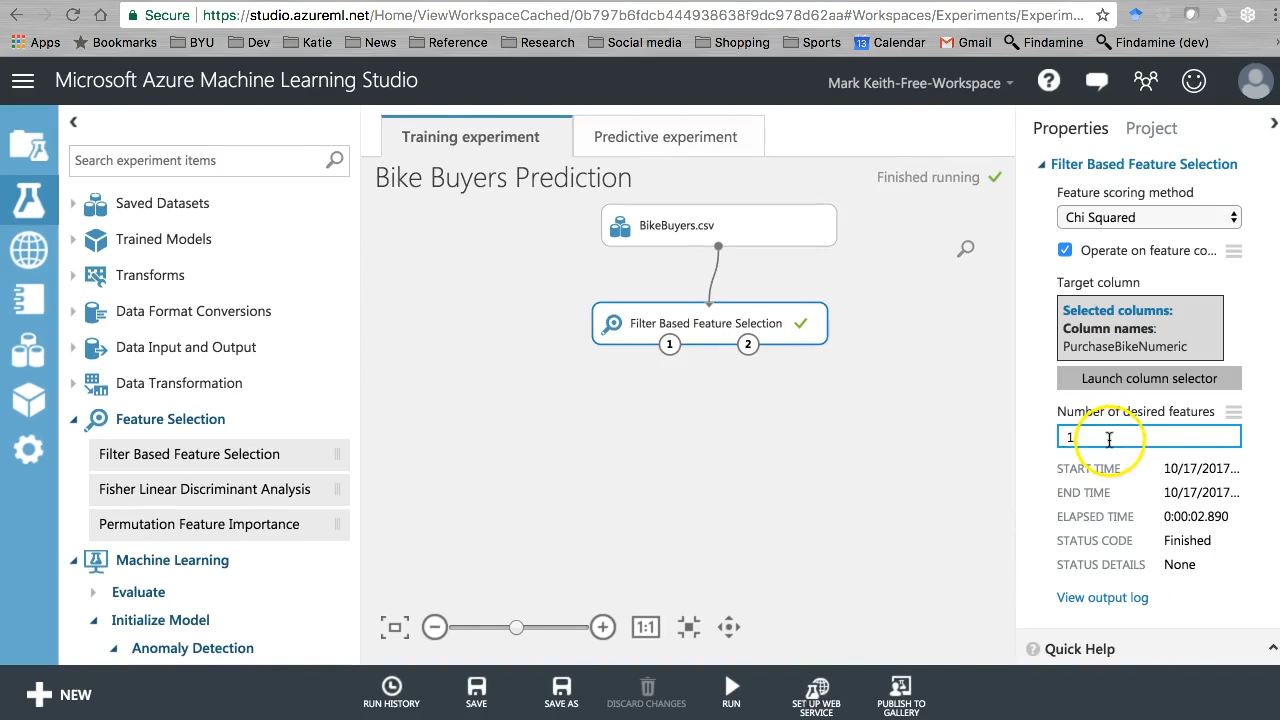 Secure
https://studio.azureml.net/Home/ViewWorkspaceCached/0b797b6fdcb444938638f9dc978d62aa#Workspaces/Experiments/Experim...
Apps
Bookmarks
BYU
Dev
Katie
News
Reference
Research
Social media
Shopping
Sports
13
Calendar
Gmail
Findamine
Findamine (dev)
Microsoft Azure Machine Learning Studio
Mark Keith-Free-Workspace
?
Search experiment items
Saved Datasets
Trained Models
Transforms
Data Format Conversions
Data Input and Output
Data Transformation
Feature Selection
Filter Based Feature Selection
Fisher Linear Discriminant Analysis
Permutation Feature Importance
Machine Learning
Evaluate
Initialize Model
Anomaly Detection
Training experiment
Predictive experiment
Bike Buyers Prediction
Finished running
BikeBuyers.csv
Filter Based Feature Selection
1
2
1:1
Properties
Project
Filter Based Feature Selection
Feature scoring method
Chi Squared
Operate on feature co...
Target column
Selected columns:
Column names:
PurchaseBikeNumeric
Launch column selector
Number of desired features
1
START TIME 10/17/2017...
END TIME 10/17/2017...
ELAPSED TIME 0:00:02.890
STATUS CODE Finished
STATUS DETAILS None
View output log
? Quick Help
NEW
RUN HISTORY
SAVE
SAVE AS
DISCARD CHANGES
RUN
SET UP WEB
SERVICE
PUBLISH TO
GALLERY